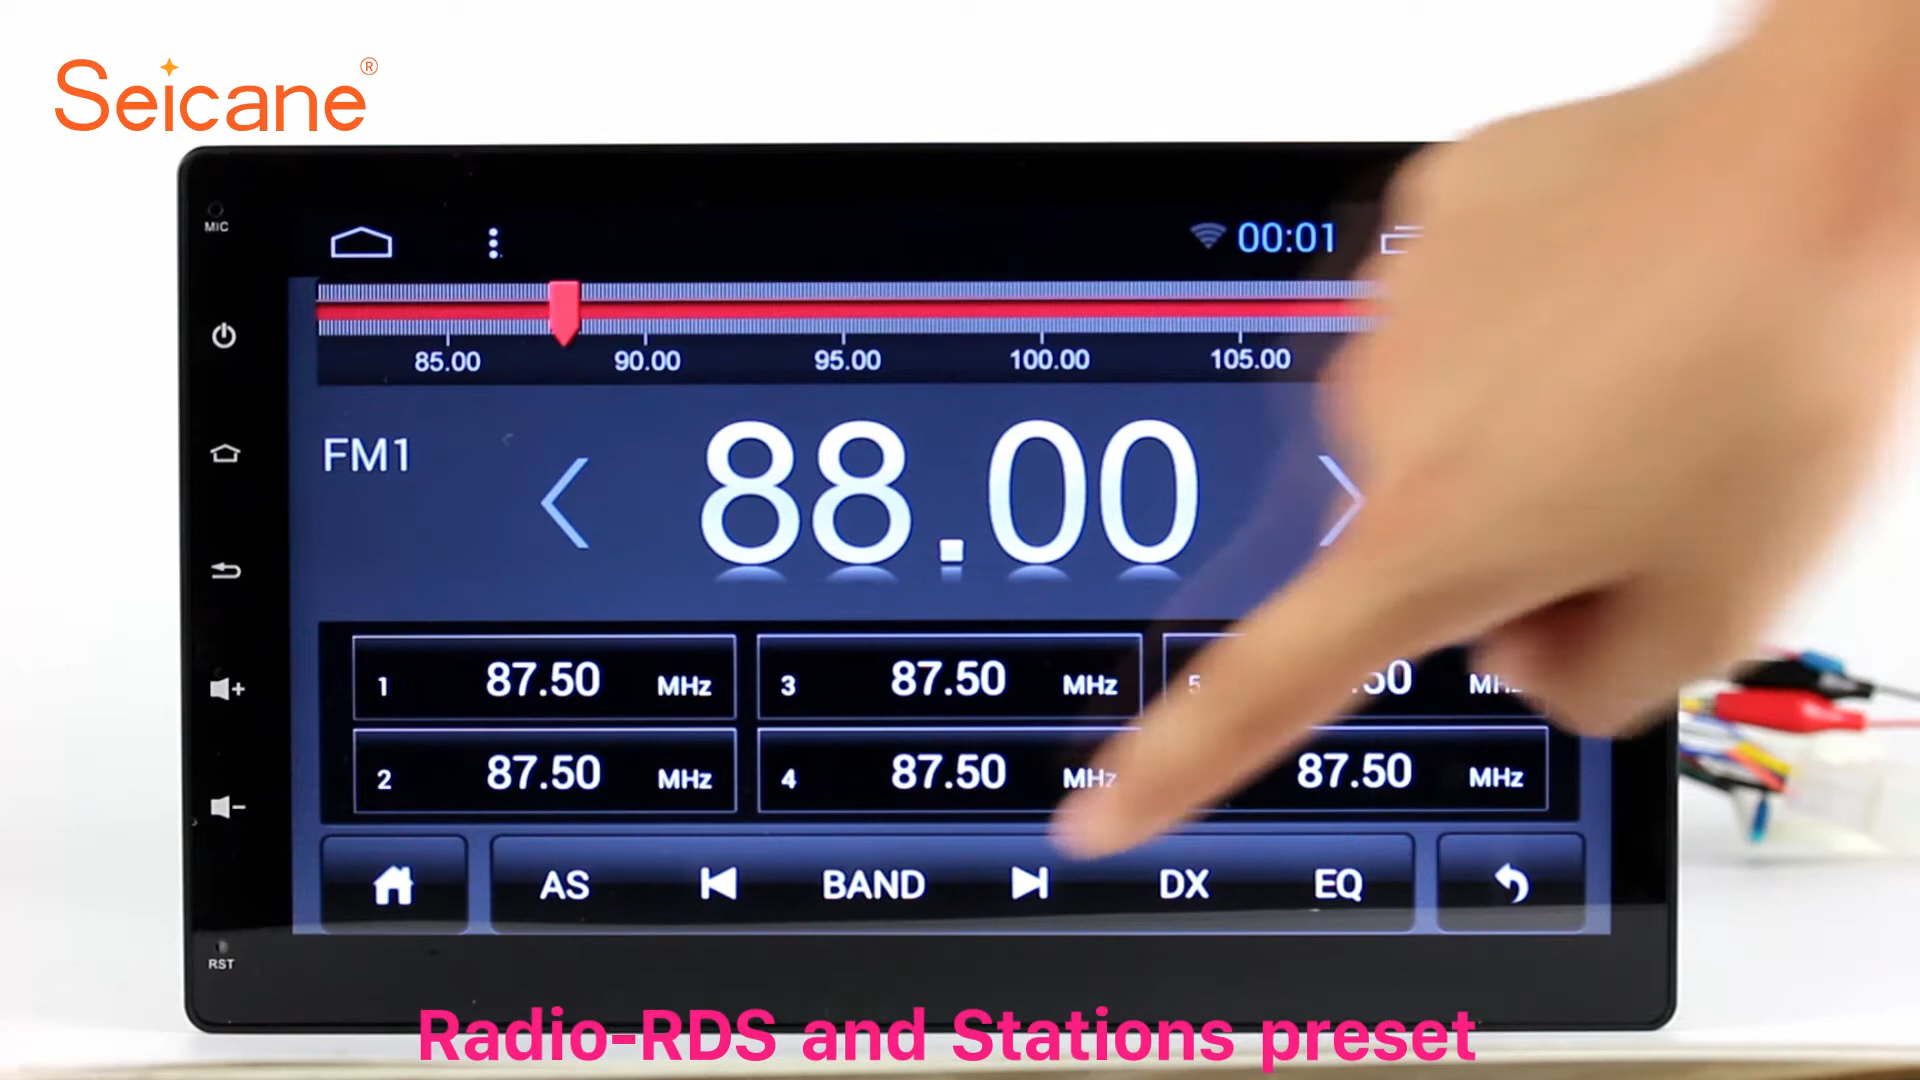 Seicane®
MIC
00:01
85.00 90.00 95.00 100.00 105.00
FM1
88.00
1 87.50 MHz 3 87.50 MHz 5
2 87.50 MHz 4 87.50 MHz 87.50 MHz
AS BAND DX EQ
RST
Radio-RDS and Stations preset